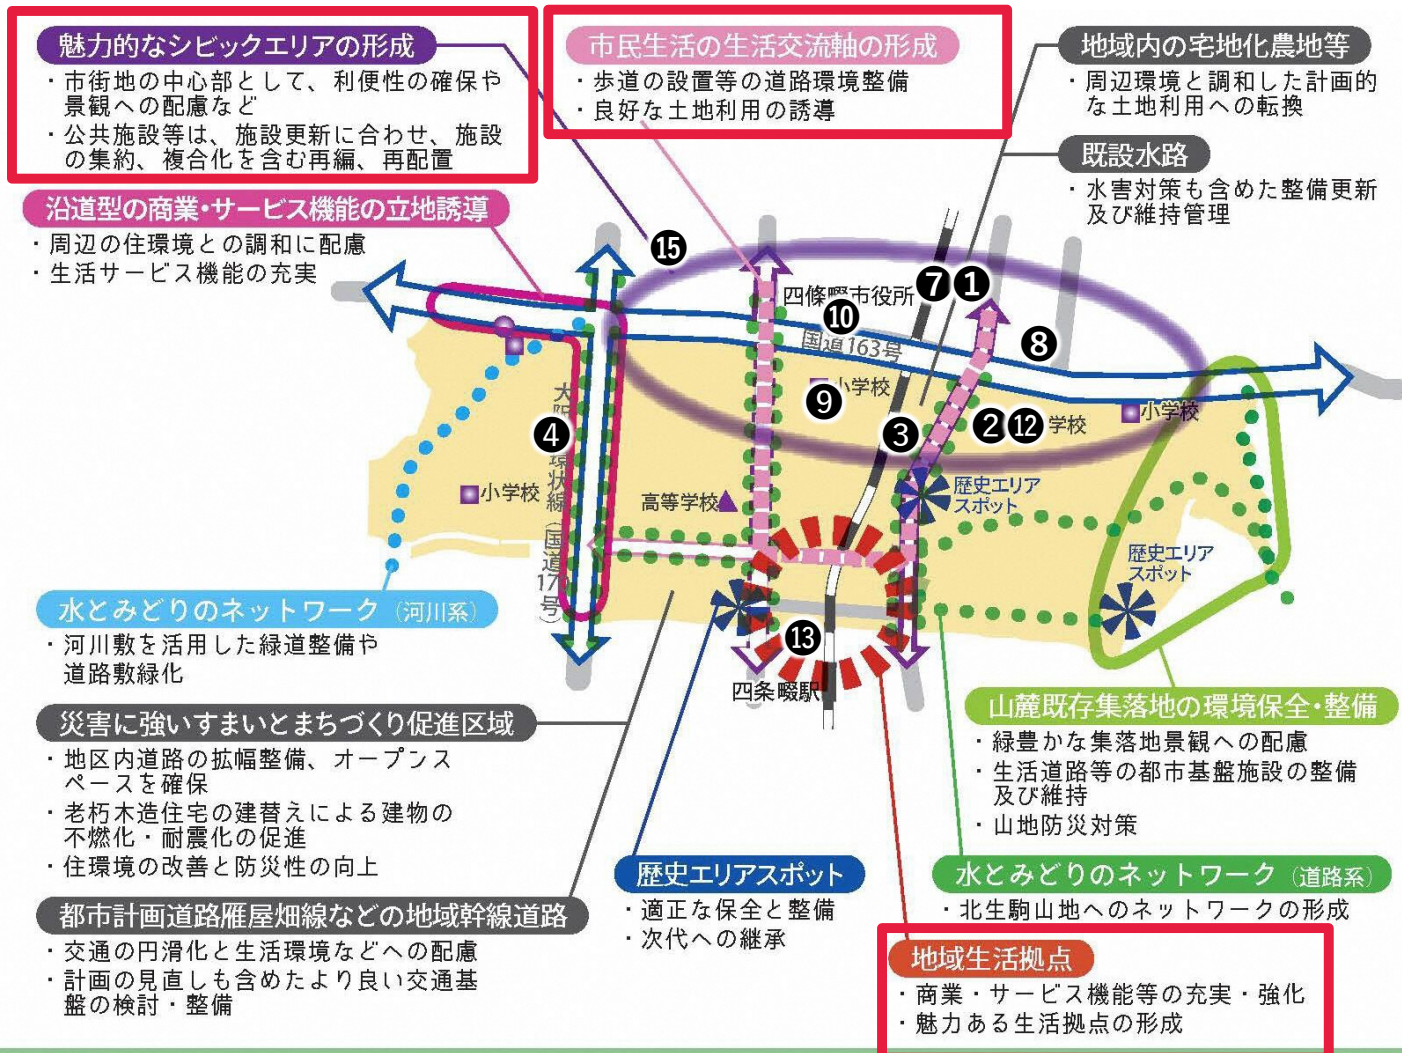 魅力的なシビックエリアの形成
・市街地の中心部として、利便性の確保や
景観への配慮など
・公共施設等は、施設更新に合わせ、施設
の集約、複合化を含む再編、再配置
市民生活の生活交流軸の形成
・歩道の設置等の道路環境整備
・良好な土地利用の誘導
地域内の宅地化農地等
・周辺環境と調和した計画的
な土地利用への転換
既設水路
・水害対策も含めた整備更新
及び維持管理
沿道型の商業・サービス機能の立地誘導
・周辺の住環境との調和に配慮
・生活サービス機能の充実
⓯
四條畷市役所
❼
❶
❿
国道163号
❽
小学校
❾
❸
❷
⓬
学校
小学校
❹
大阪
環状線(国道170号)
小学校
高等学校
歴史エリア
スポット
歴史エリア
スポット
⓭
四条畷駅
水とみどりのネットワーク(河川系)
・河川敷を活用した緑道整備や
道路敷緑化
災害に強いすまいとまちづくり促進区域
・地区内道路の拡幅整備、オープンス
ペースを確保
・老朽木造住宅の建替えによる建物の
不燃化・耐震化の促進
・住環境の改善と防災性の向上
都市計画道路雁屋畑線などの地域幹線道路
・交通の円滑化と生活環境などへの配慮
・計画の見直しも含めたより良い交通基
盤の検討・整備
歴史エリアスポット
・適正な保全と整備
・次代への継承
山麓既存集落地の環境保全・整備
・緑豊かな集落地景観への配慮
・生活道路等の都市基盤施設の整備
及び維持
・山地防災対策
水とみどりのネットワーク(道路系)
・北生駒山地へのネットワークの形成
地域生活拠点
・商業・サービス機能等の充実・強化
・魅力ある生活拠点の形成